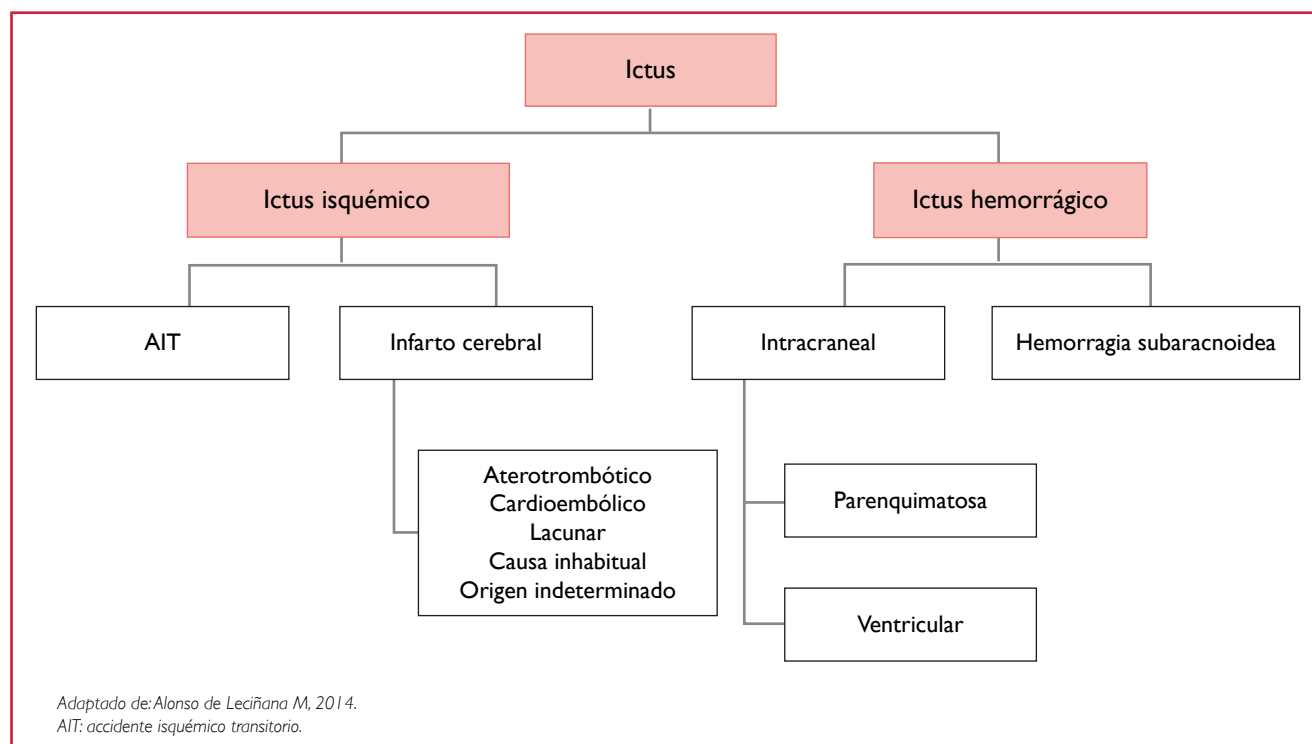 Ictus
Ictus isquémico
Ictus hemorrágico
AIT
Infarto cerebral
Intracraneal
Hemorragia subaracnoidea
Aterotrombótico
Cardioembólico
Lacunar
Causa inhabitual
Origen indeterminado
Parenquimatosa
Ventricular
Adaptado de: Alonso de Leciñana M, 2014.
AIT: accidente isquémico transitorio.